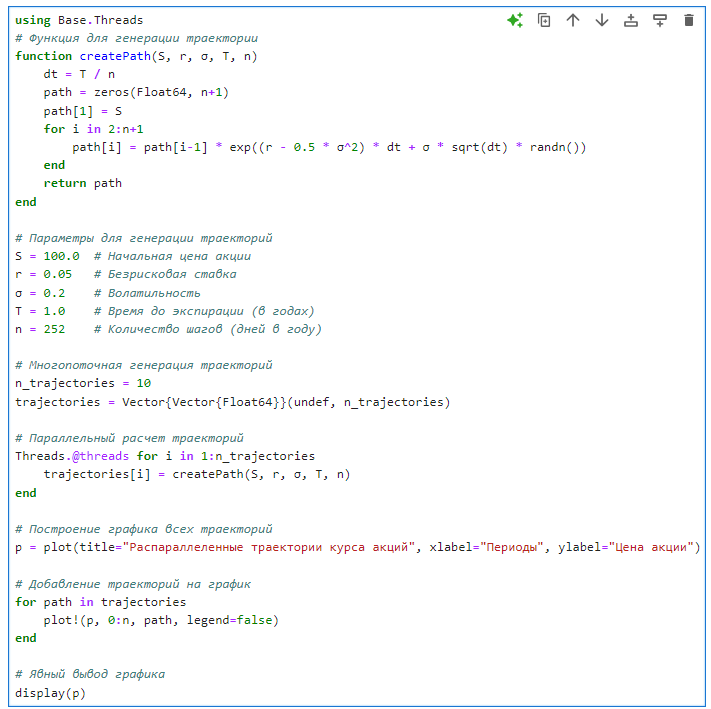 using Base.Threads
# Функция для генерации траектории
function createPath(S, r, σ, T, n)
    dt = T / n
    path = zeros(Float64, n+1)
    path[1] = S
    for i in 2:n+1
        path[i] = path[i-1] * exp((r - 0.5 * σ^2) * dt + σ * sqrt(dt) * randn())
    end
    return path
end

# Параметры для генерации траекторий
S = 100.0  # Начальная цена акции
r = 0.05   # Безрисковая ставка
σ = 0.2    # Волатильность
T = 1.0    # Время до экспирации (в годах)
n = 252    # Количество шагов (дней в году)

# Многопоточная генерация траекторий
n_trajectories = 10
trajectories = Vector{Vector{Float64}}(undef, n_trajectories)

# Параллельный расчет траекторий
Threads.@threads for i in 1:n_trajectories
    trajectories[i] = createPath(S, r, σ, T, n)
end

# Построение графика всех траекторий
p = plot(title="Распараллеленные траектории курса акций", xlabel="Периоды", ylabel="Цена акции")

# Добавление траекторий на график
for path in trajectories
    plot!(p, 0:n, path, legend=false)
end

# Явный вывод графика
display(p)